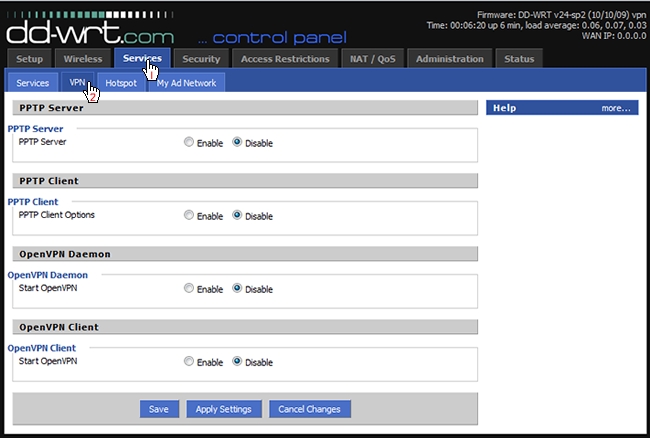 dd-wrt.com ... control panel
Firmware: DD-WRT v24-sp2 (10/10/09) vpn
Time: 00:06:20 up 6 min, load average: 0.06, 0.07, 0.03
WAN IP: 0.0.0.0
Setup Wireless Services Security Access Restrictions NAT / QoS Administration Status
1
Services VPN Hotspot My Ad Network
2
PPTP Server
Help more...
PPTP Server
PPTP Server Enable Disable
PPTP Client
PPTP Client
PPTP Client Options Enable Disable
OpenVPN Daemon
OpenVPN Daemon
Start OpenVPN Enable Disable
OpenVPN Client
OpenVPN Client
Start OpenVPN Enable Disable
Save Apply Settings Cancel Changes